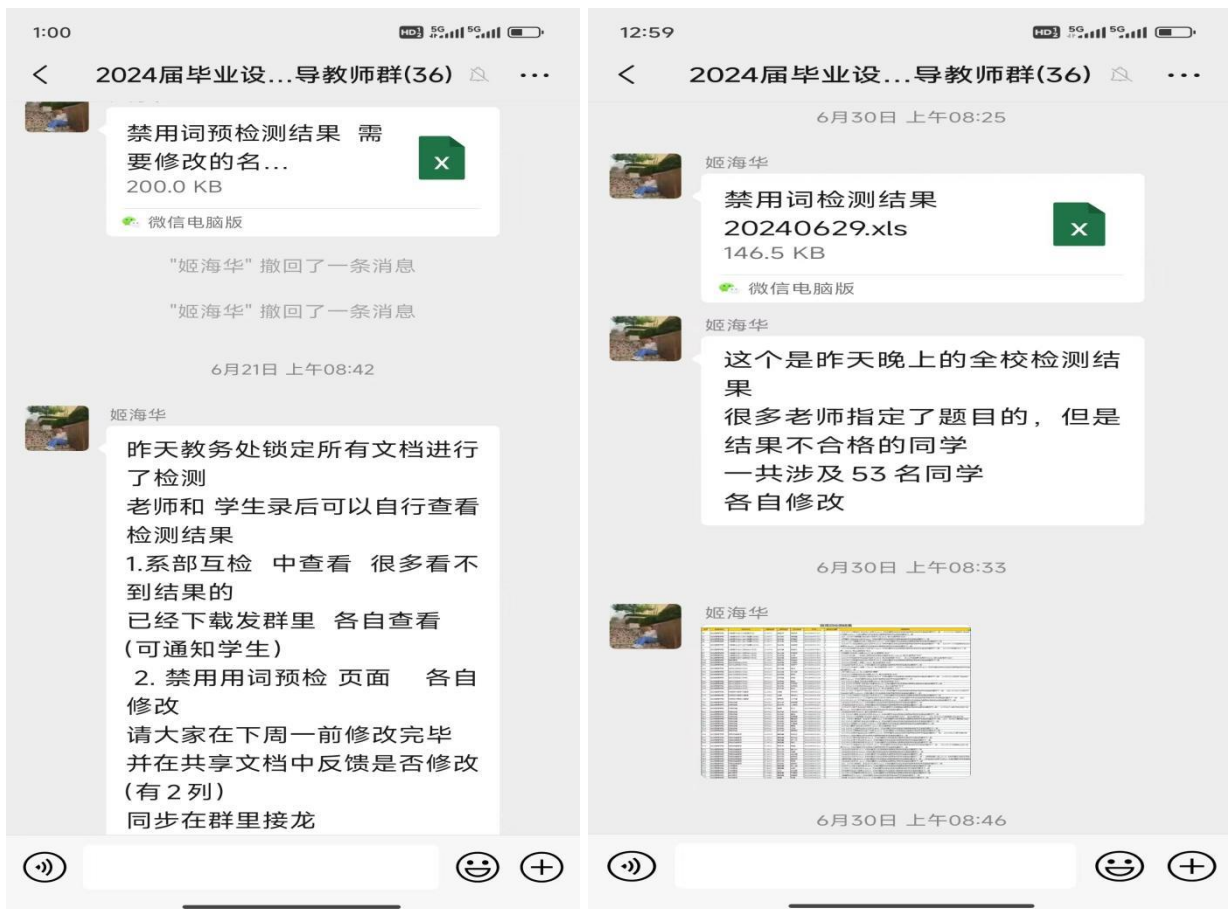 1:00
HD 5G 5G
2024届毕业设...导教师群(36)
禁用词预检测结果 需
要修改的名...
200.0 KB
X
微信电脑版
"姬海华" 撤回了一条消息
"姬海华" 撤回了一条消息
6月21日 上午08:42
姬海华
昨天教务处锁定所有文档进行
了检测
老师和 学生录后可以自行查看
检测结果
1.系部互检 中查看 很多看不
到结果的
已经下载发群里 各自查看
(可通知学生)
2. 禁用用词预检 页面 各自
修改
请大家在下周一前修改完毕
并在共享文档中反馈是否修改
(有2列)
同步在群里接龙
12:59
HD 5G 5G
2024届毕业设...导教师群(36)
6月30日 上午08:25
姬海华
禁用词检测结果
20240629.xls
146.5 KB
X
微信电脑版
姬海华
这个是昨天晚上的全校检测结
果
很多老师指定了题目的，但是
结果不合格的同学
一共涉及 53 名同学
各自修改
6月30日 上午08:33
姬海华
6月30日 上午08:46